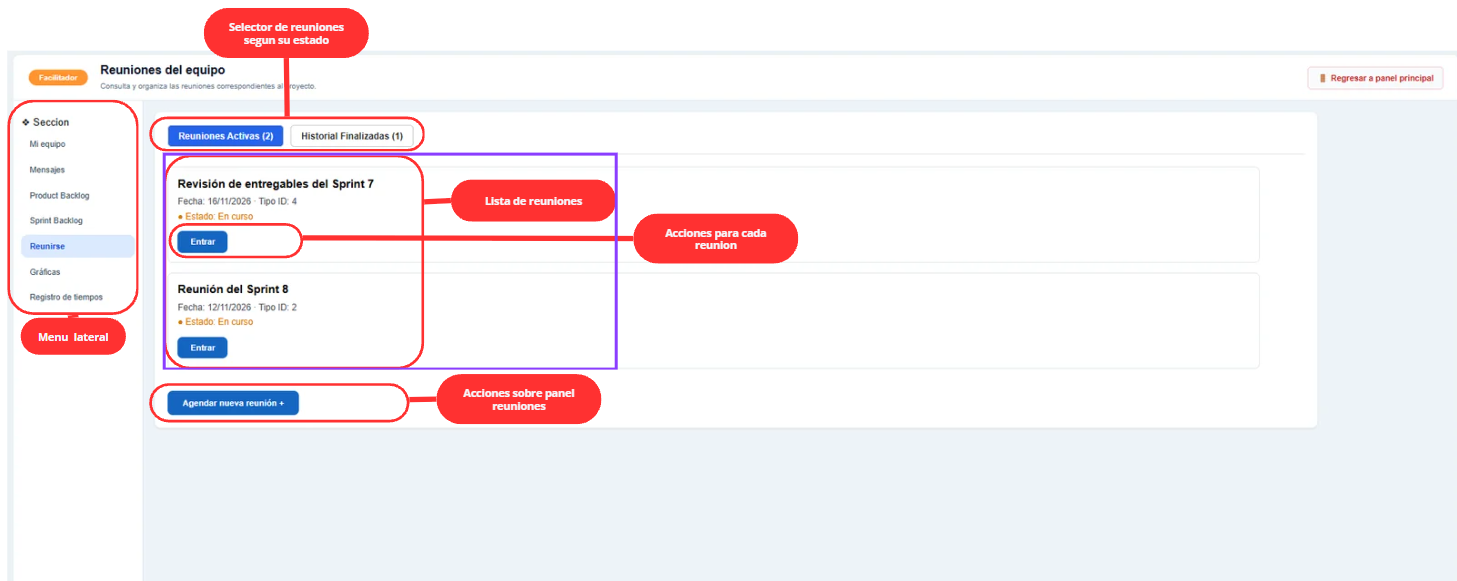 Selector de reuniones
segun su estado
Facilitador
Reuniones del equipo
Consulta y organiza las reuniones correspondientes al proyecto.
Regresar a panel principal
❖ Seccion
Mi equipo
Mensajes
Product Backlog
Sprint Backlog
Reunirse
Gráficas
Registro de tiempos
Menu lateral
Reuniones Activas (2)
Historial Finalizadas (1)
Revisión de entregables del Sprint 7
Fecha: 16/11/2026 · Tipo ID: 4
● Estado: En curso
Entrar
Lista de reuniones
Acciones para cada
reunion
Reunión del Sprint 8
Fecha: 12/11/2026 · Tipo ID: 2
● Estado: En curso
Entrar
Agendar nueva reunión +
Acciones sobre panel
reuniones